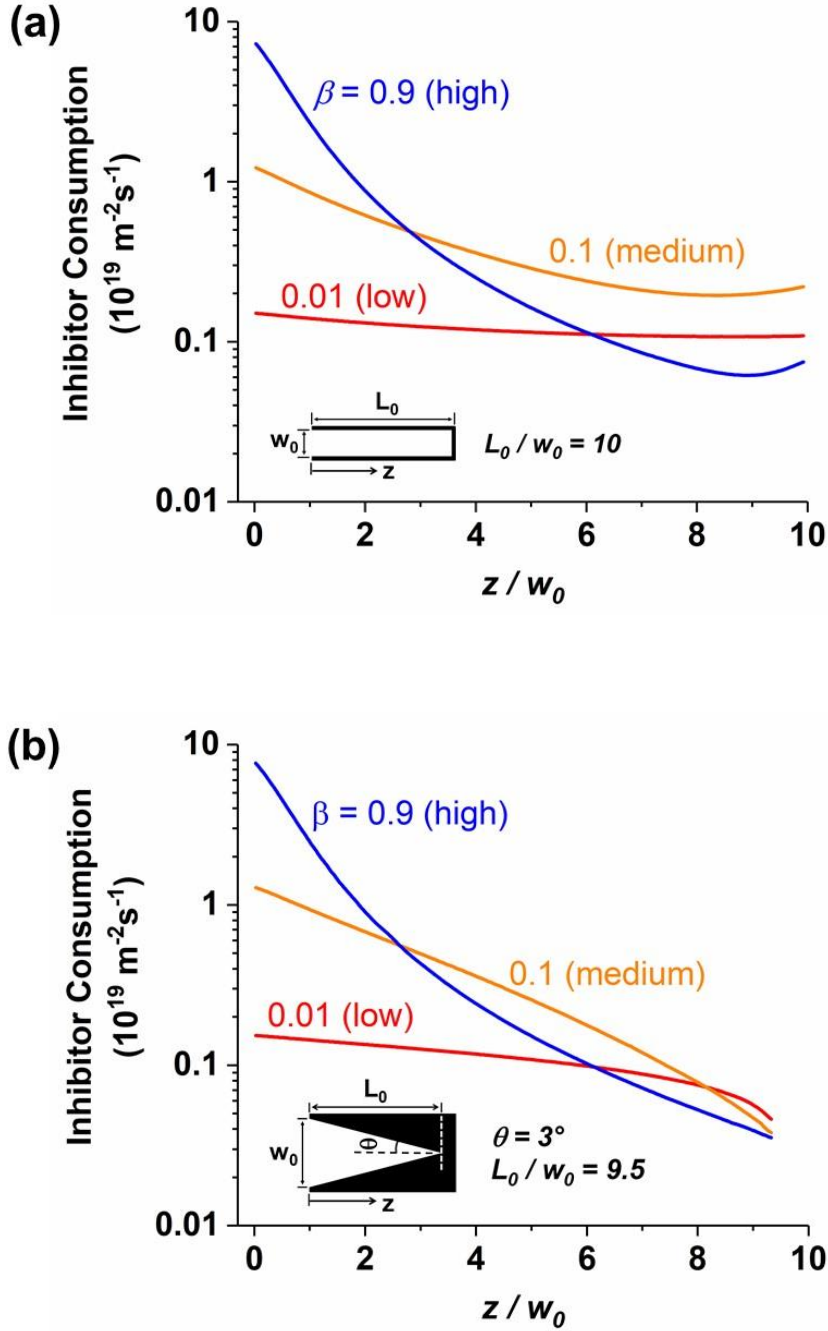 (a)
10
1
0.1
0.01
Inhibitor Consumption
(10¹⁹ m⁻²s⁻¹)
β = 0.9 (high)
0.1 (medium)
0.01 (low)
L₀
w₀
z
L₀ / w₀ = 10
0 2 4 6 8 10
z / w₀
(b)
10
1
0.1
0.01
Inhibitor Consumption
(10¹⁹ m⁻²s⁻¹)
β = 0.9 (high)
0.1 (medium)
0.01 (low)
L₀
w₀
θ
z
θ = 3°
L₀ / w₀ = 9.5
0 2 4 6 8 10
z / w₀